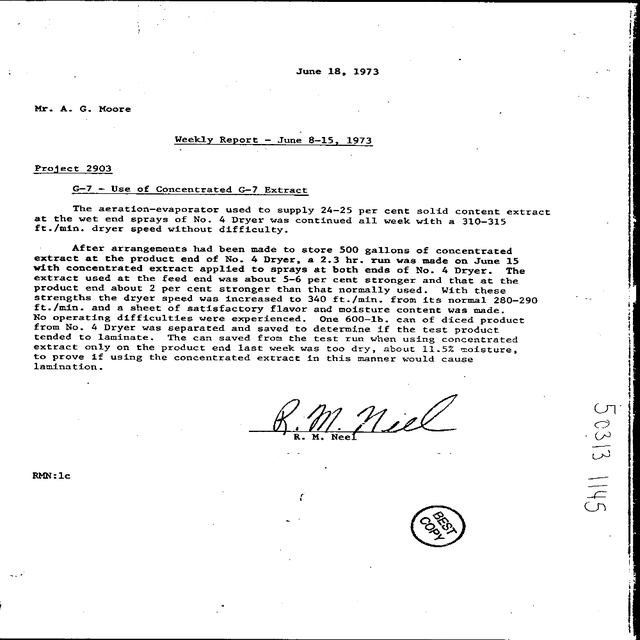 June 18, 1973
Mr. A. G. Moore
Weekly Report - June 8-15, 1973
Project 2903
G-7 - Use of Concentrated G-7 Extract
The aeration-evaporator used to supply 24-25 per cent solid content extract
at the wet end sprays of No. 4 Dryer was continued all week with a 310-315
ft./min. dryer speed without difficulty.
After arrangements had been made to store 500 gallons of concentrated
extract at the product end of No. 4 Dryer, a 2.3 hr. run was made on June 15
with concentrated extract applied to sprays at both ends of No. 4 Dryer. The
extract used at the feed end was about 5-6 per cent stronger and that at the
product end about 2 per cent stronger than that normally used. With these
strengths the dryer speed was increased to 340 ft./min. from its normal 280-290
ft./min. and a sheet of satisfactory flavor and moisture content was made.
No operating difficulties were experienced. One 600-lb. can of diced product
from No. 4 Dryer was separated and saved to determine if the test product
tended to laminate. The can saved from the test run when using concentrated
extract only on the product end last week was too dry, about 11.5% moisture,
to prove if using the concentrated extract in this manner would cause
lamination.
R. M. Neel
R. M. Neel
RMN:lc
BEST
COPY
50313 1145